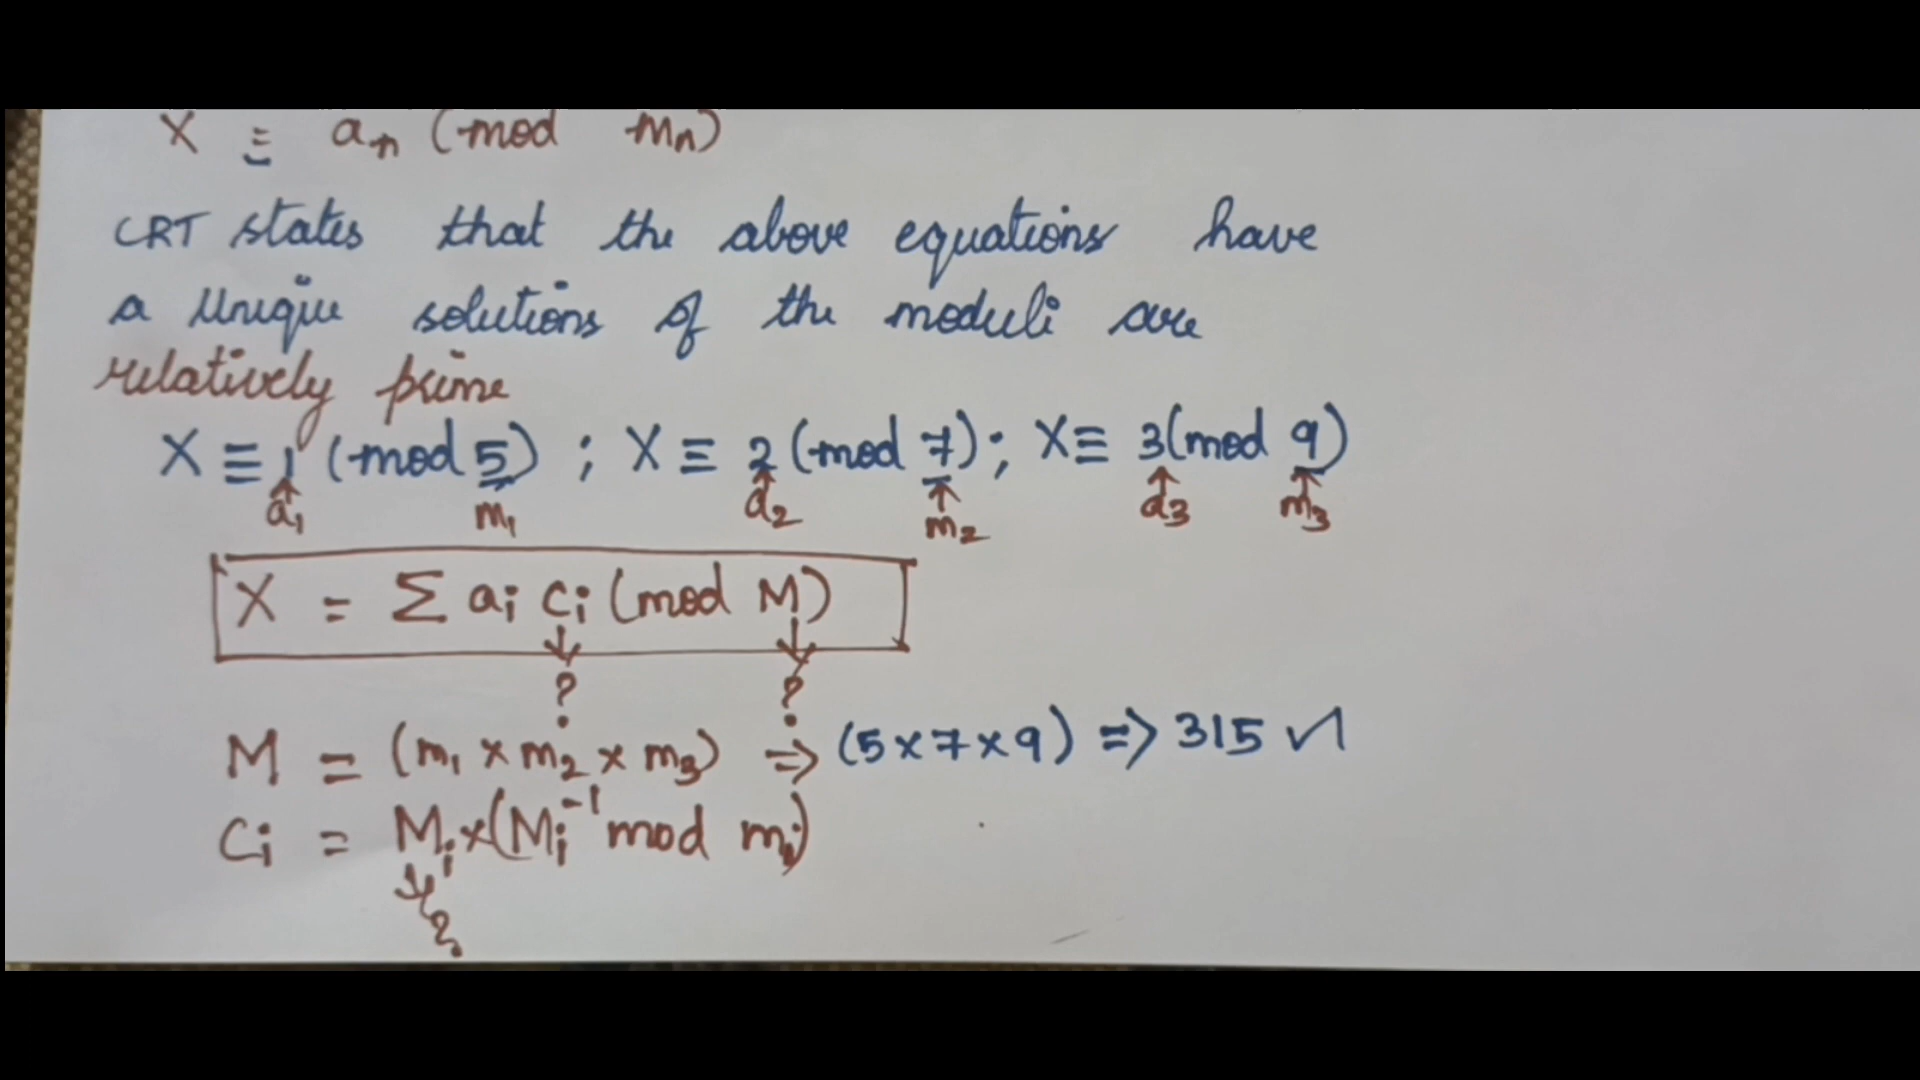 X ≡ an (mod mn)
CRT states that the above equations have
a Unique solutions of the moduli are
relatively prime
X ≡ 1 (mod 5) ; X ≡ 2 (mod 7); X ≡ 3(mod 9)
a1 m1 a2 m2 a3 m3
X = Σ ai ci (mod M)
? ?
M = (m1 × m2 × m3) => (5×7×9) => 315 ✓
Ci = Mi×(Mi^-1 mod mi)
?